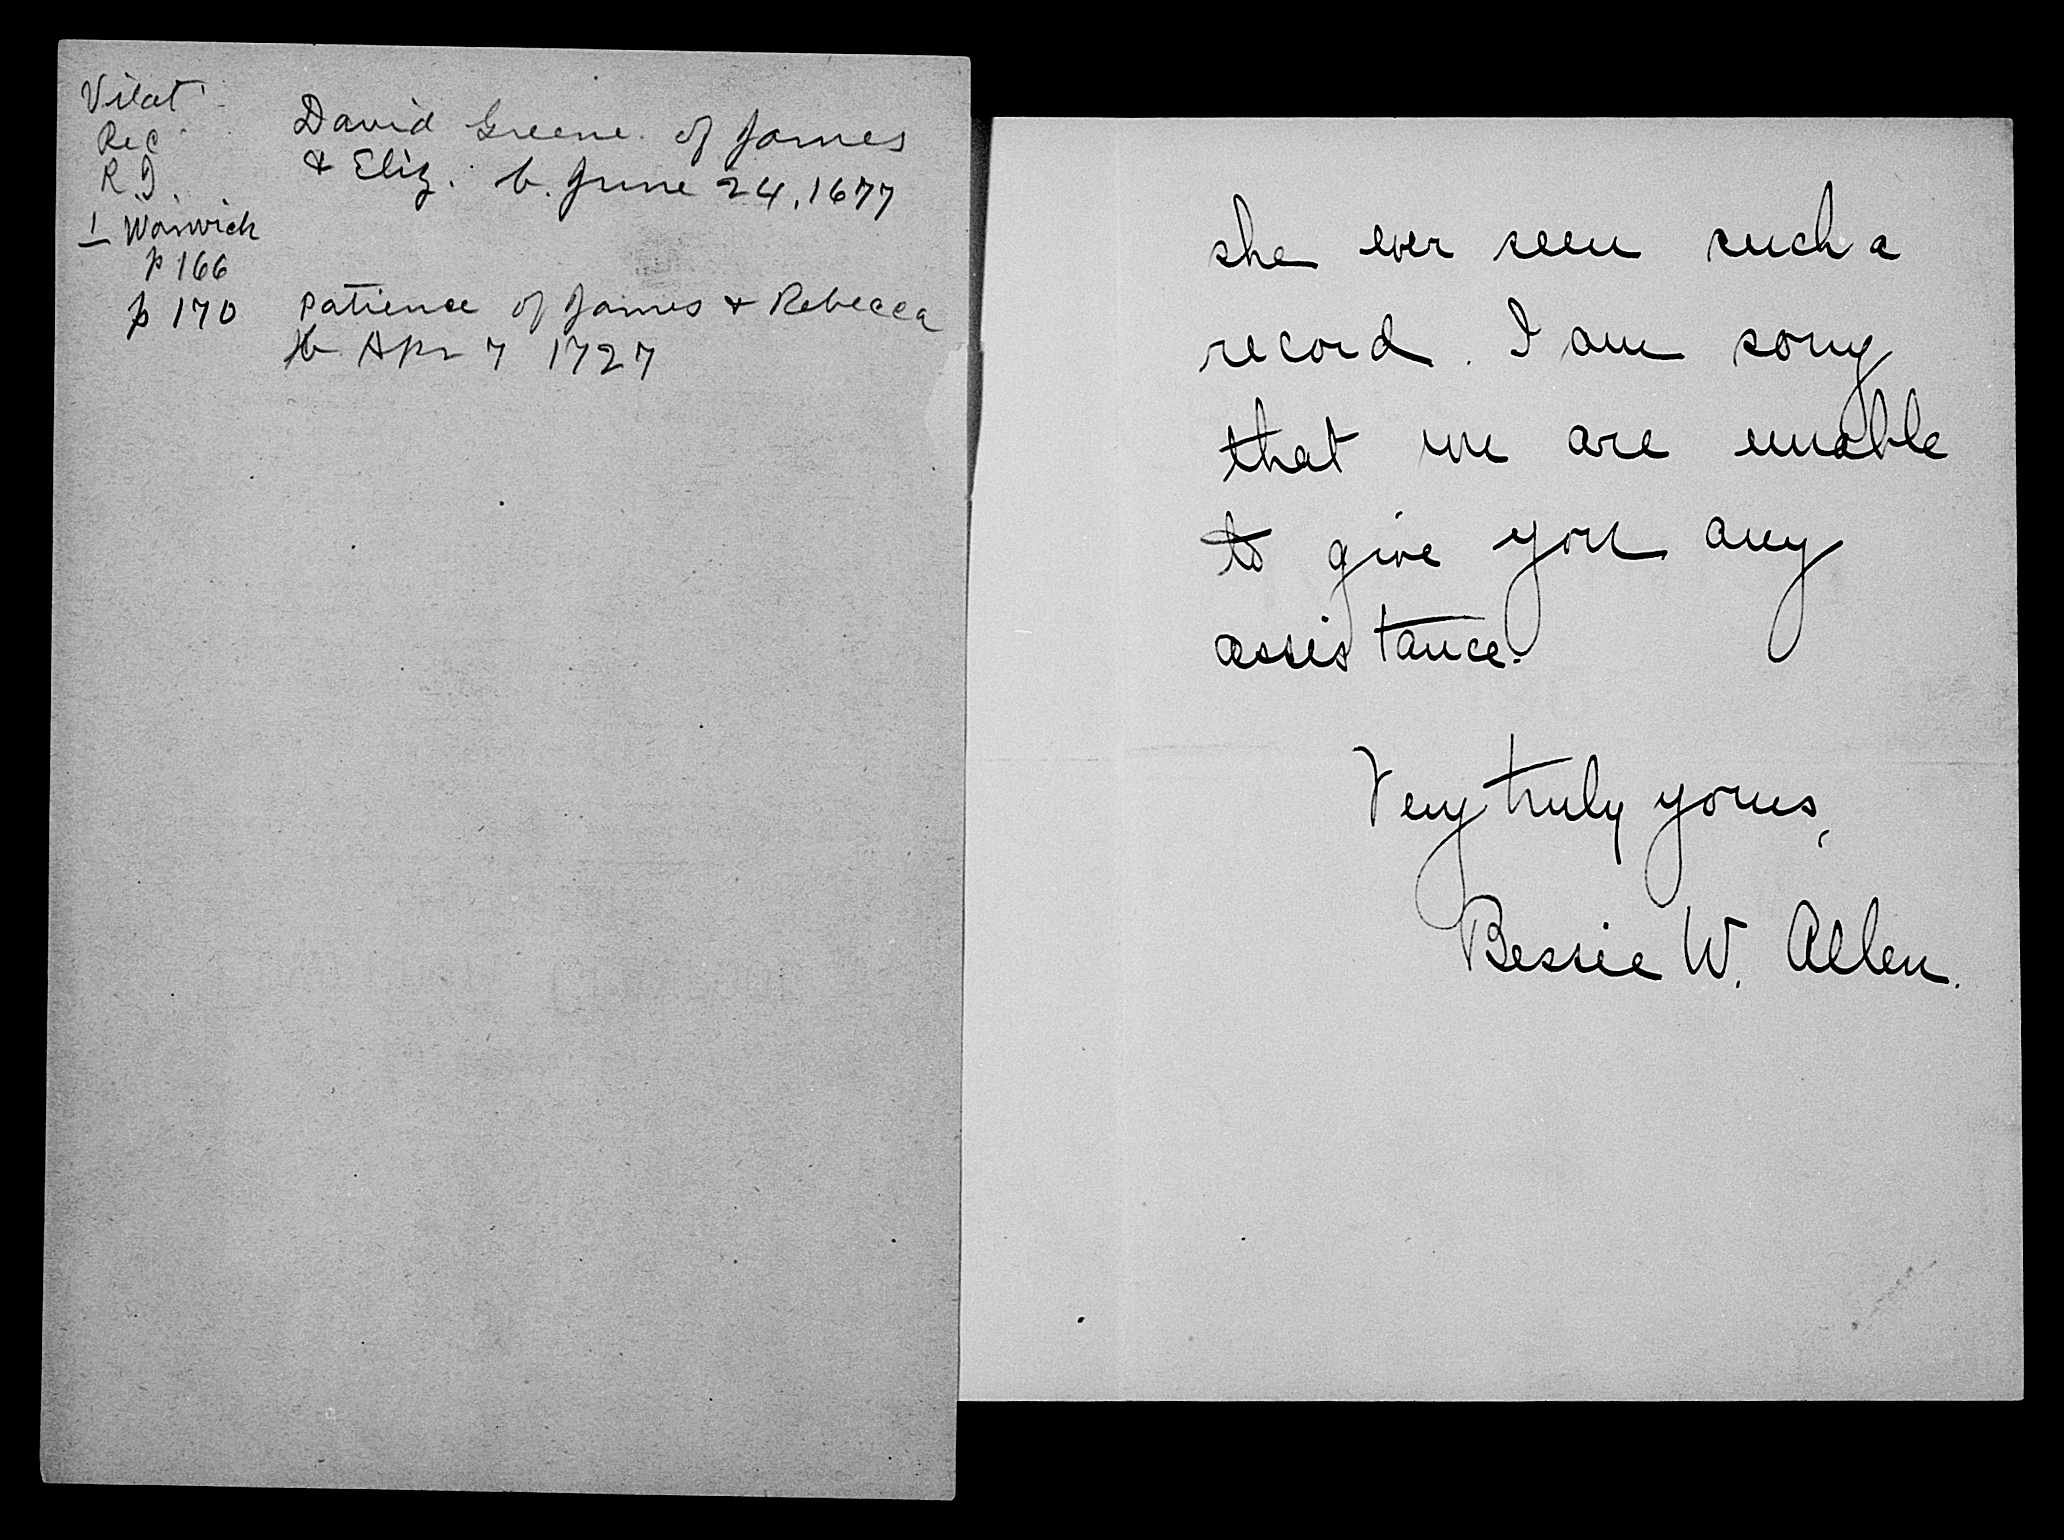 Vitat
Rec
R I.
1 Warwick
p 166
p 170
David Greene of James
& Eliz. b. June 24, 1677
Patience of James & Rebecca
b Apr 7 1727
she ever seen such a
record. I am sorry
that we are unable
to give you any
assistance.
Very truly yours,
Bessie W. Allen.